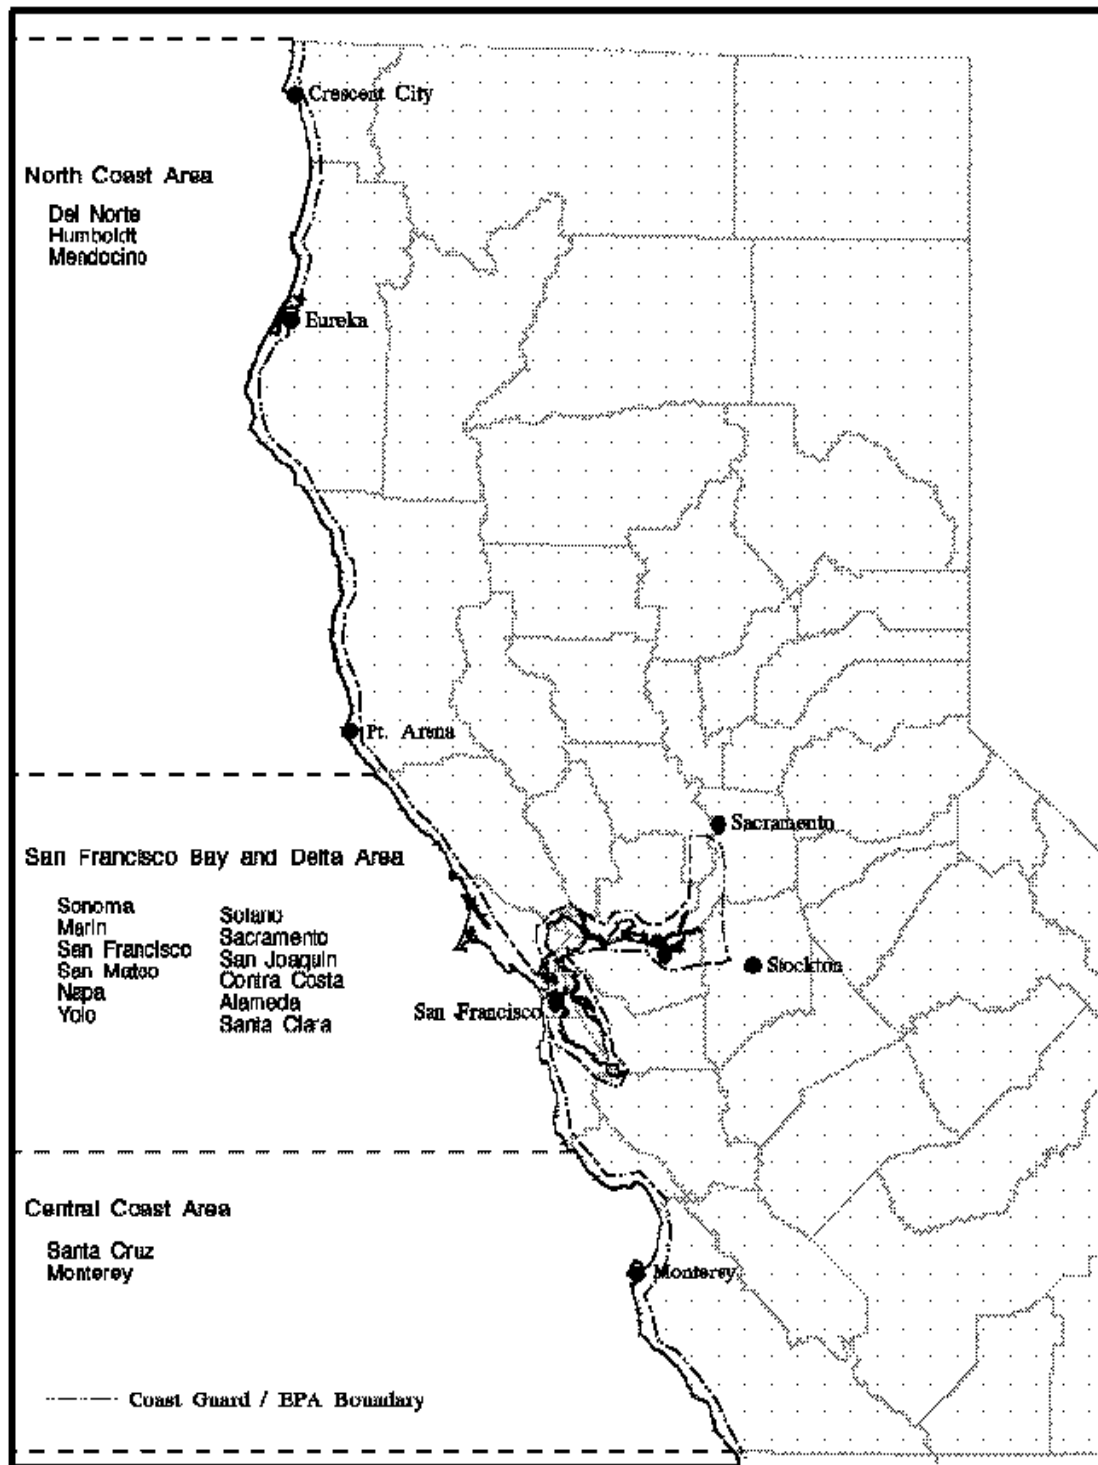 Crescent City
North Coast Area
Del Norte
Humboldt
Mendocino
Eureka
Pt. Arena
Sacramento
San Francisco Bay and Delta Area
Sonoma
Marin
San Francisco
San Mateo
Napa
Yolo
Solano
Sacramento
San Joaquin
Contra Costa
Alameda
Santa Clara
Stockton
San Francisco
Central Coast Area
Santa Cruz
Monterey
Monterey
Coast Guard / EPA Boundary